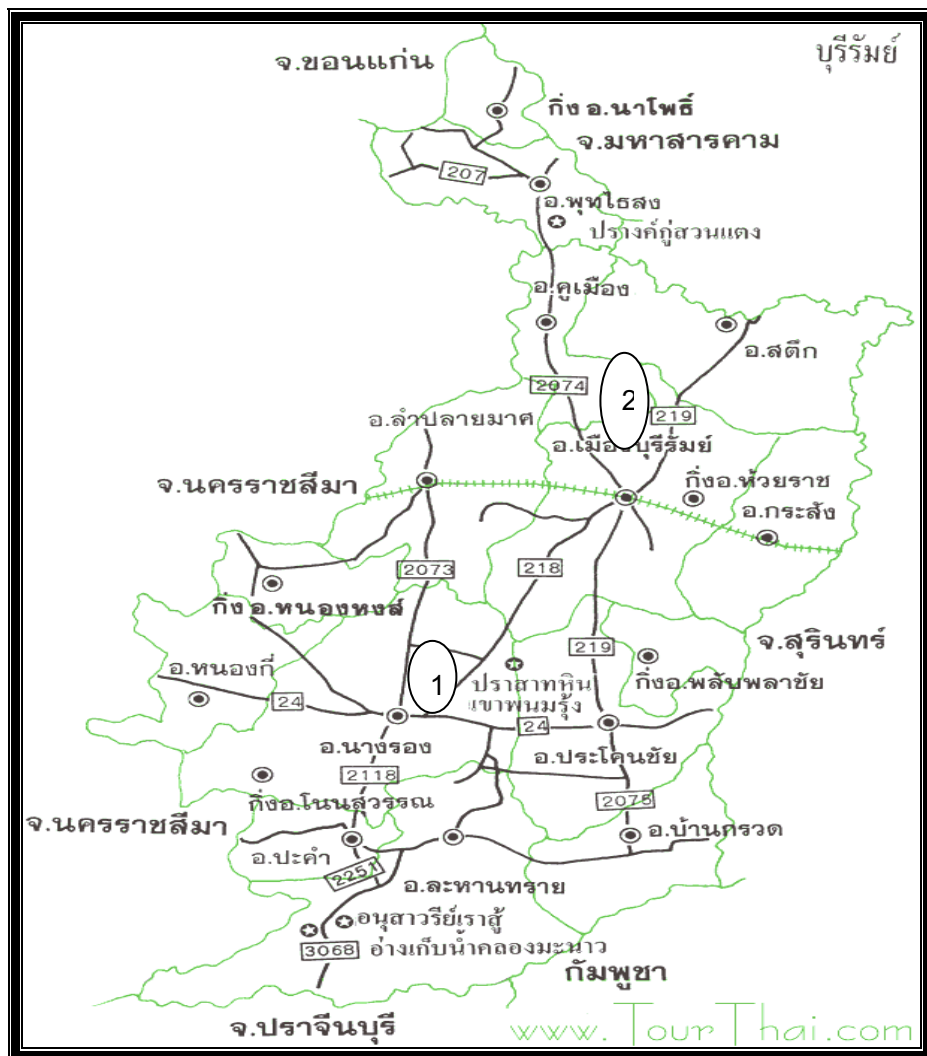 บุรีรัมย์
จ.ขอนแก่น
กิ่ง อ.นาโพธิ์
จ.มหาสารคาม
207
อ.พุทไธสง
ปรางค์กู่สวนแตง
อ.คูเมือง
อ.สตึก
2074
2
219
อ.ลำปลายมาศ
อ.เมืองบุรีรัมย์
จ.นครราชสีมา
กิ่งอ.ห้วยราช
อ.กระสัง
2073
218
กิ่ง อ.หนองหงส์
219
จ.สุรินทร์
อ.หนองกี่
1
ปราสาทหิน
เขาพนมรุ้ง
กิ่งอ.พลับพลาชัย
24
24
อ.นางรอง
อ.ประโคนชัย
2118
กิ่งอ.โนนสุวรรณ
2075
จ.นครราชสีมา
อ.บ้านกรวด
อ.ปะคำ
2251
อ.ละหานทราย
อนุสาวรีย์เราสู้
3068
อ่างเก็บน้ำคลองมะนาว
กัมพูชา
จ.ปราจีนบุรี
www.TourThai.com